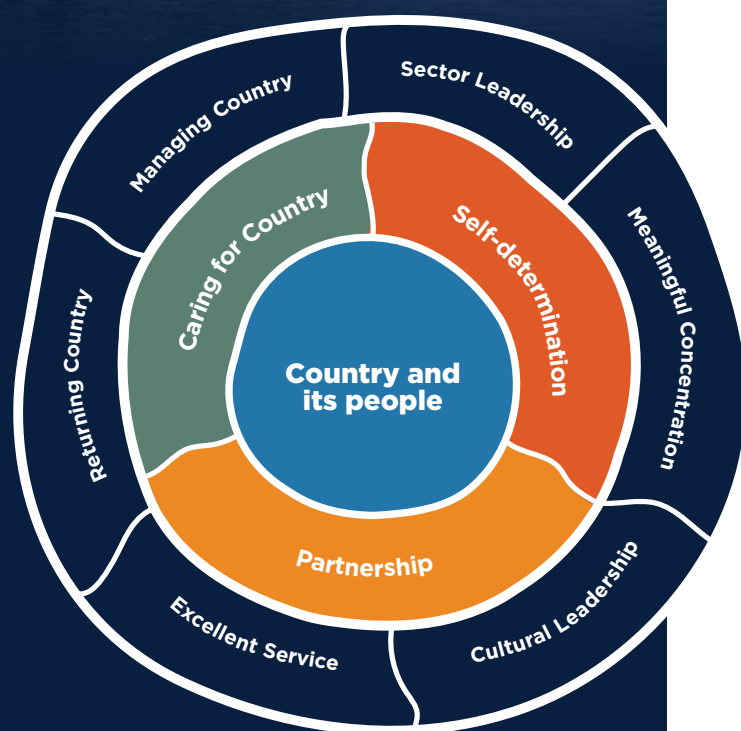 Managing Country
Sector Leadership
Meaningful Concentration
Cultural Leadership
Excellent Service
Returning Country
Caring for Country
Self-determination
Partnership
Country and
its people